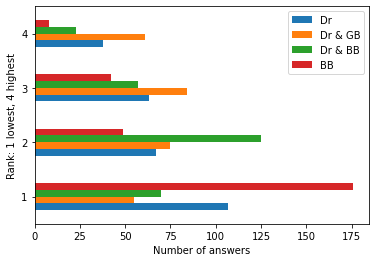 Dr
Dr & GB
Dr & BB
BB
Rank: 1 lowest, 4 highest
4
3
2
1
0 25 50 75 100 125 150 175
Number of answers